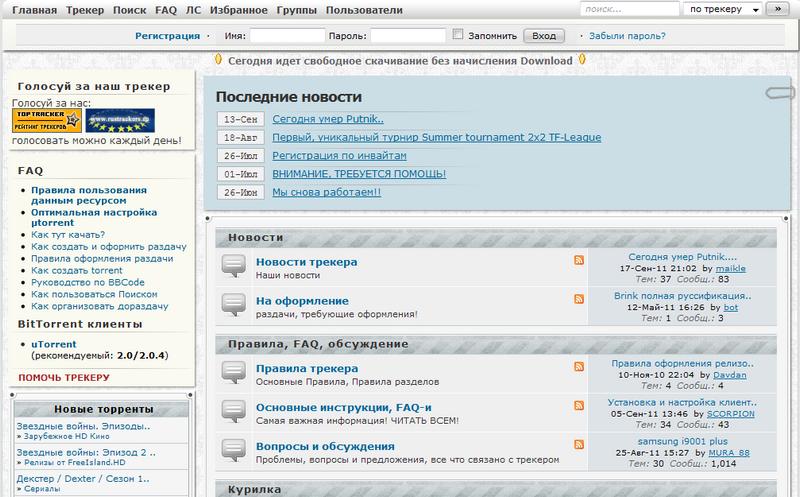 Главная Трекер Поиск FAQ ЛС Избранное Группы Пользователи
поиск... по трекеру »
Регистрация · Имя: Пароль: Запомнить Вход · Забыли пароль?
Сегодня идет свободное скачивание без начисления Download
Голосуй за наш трекер
Голосуй за нас:
TOP TRACKER
РЕЙТИНГ ТРЕКЕРОВ
www.rustrackers.ru
голосовать можно каждый день!
FAQ
Правила пользования
данным ресурсом
Оптимальная настройка
µtorrent
Как тут качать?
Как создать и оформить раздачу
Правила оформления раздачи
Как создать torrent
Руководство по BBCode
Как пользоваться Поиском
Как организовать дораздачу
BitTorrent клиенты
uTorrent
(рекомендуемый: 2.0/2.0.4)
ПОМОЧЬ ТРЕКЕРУ
Новые торренты
Звездные войны. Эпизоды..
» Зарубежное HD Кино
Звездные войны: Эпизод 2 ..
» Релизы от FreeIsland.HD
Декстер / Dexter / Сезон 1..
» Сериалы
Последние новости
13-Сен Сегодня умер Putnik..
18-Авг Первый, уникальный турнир Summer tournament 2x2 TF-League
26-Июл Регистрация по инвайтам
01-Июл ВНИМАНИЕ, ТРЕБУЕТСЯ ПОМОЩЬ!
26-Июн Мы снова работаем!!
Новости
Новости трекера
Наши новости
Сегодня умер Putnik....
17-Сен-11 21:02 by maikle
Тем: 37 Сообщ.: 83
На оформление
раздачи, требующие оформления!
Brink полная руссификация..
12-Май-11 16:26 by bot
Тем: 1 Сообщ.: 3
Правила, FAQ, обсуждение
Правила трекера
Основные Правила, Правила разделов
Правила оформления релизо..
10-Ноя-10 22:04 by Davdan
Тем: 4 Сообщ.: 4
Основные инструкции, FAQ-и
Самая важная информация! ЧИТАТЬ ВСЕМ!
Установка и настройка клиент..
05-Сен-11 13:46 by SCORPION
Тем: 34 Сообщ.: 43
Вопросы и обсуждения
Проблемы, вопросы и предложения, все что связано с трекером
samsung i9001 plus
25-Авг-11 15:27 by MURA_88
Тем: 30 Сообщ.: 1,014
Курилка